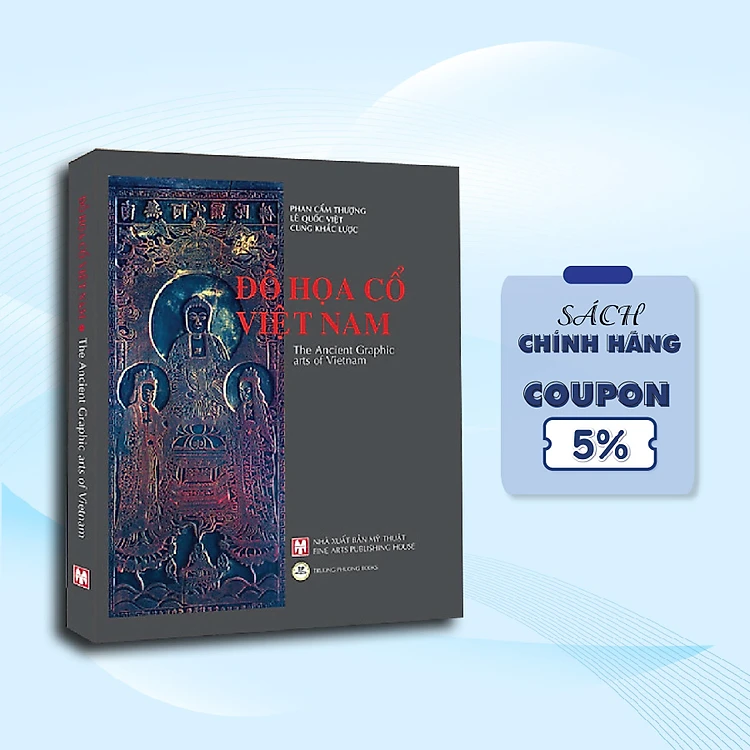 PHAN CẨM THƯỢNG
LÊ QUỐC VIỆT
CUNG KHẮC LƯỢC
ĐỒ HỌA CỔ
VIỆT NAM
The Ancient Graphic
arts of Vietnam
NHÀ XUẤT BẢN MỸ THUẬT
FINE ARTS PUBLISHING HOUSE
TRUONG PHUONG BOOKS
ĐỒ HỌA CỔ VIỆT NAM The Ancient Graphic arts of Vietnam
SÁCH
CHÍNH HÃNG
COUPON
5%